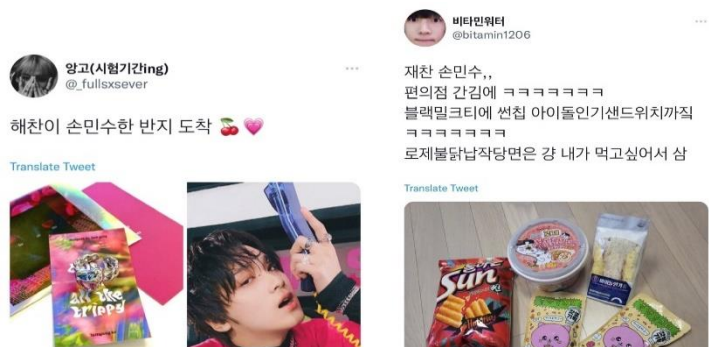 앙고(시험기간ing)
@_fullsxsever
해찬이 손민수한 반지 도착 🍒💗
Translate Tweet
비타민워터
@bitamin1206
재찬 손민수,,
편의점 간김에 ㅋㅋㅋㅋㅋㅋㅋ
블랙밀크티에 썬칩 아이돌인기샌드위치까직
ㅋㅋㅋㅋㅋㅋㅋ
로제불닭납작당면은 걍 내가 먹고싶어서 삼
Translate Tweet
Sun